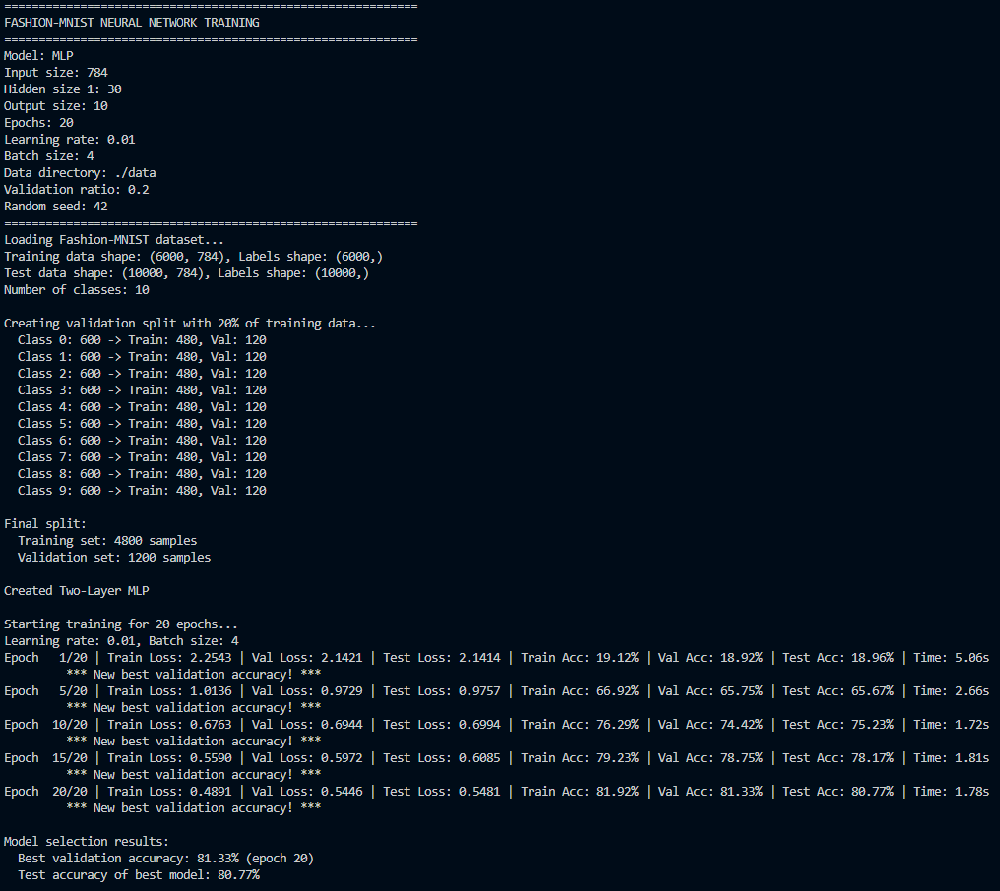 ============================================================
FASHION-MNIST NEURAL NETWORK TRAINING
============================================================
Model: MLP
Input size: 784
Hidden size 1: 30
Output size: 10
Epochs: 20
Learning rate: 0.01
Batch size: 4
Data directory: ./data
Validation ratio: 0.2
Random seed: 42
============================================================
Loading Fashion-MNIST dataset...
Training data shape: (6000, 784), Labels shape: (6000,)
Test data shape: (10000, 784), Labels shape: (10000,)
Number of classes: 10

Creating validation split with 20% of training data...
  Class 0: 600 -> Train: 480, Val: 120
  Class 1: 600 -> Train: 480, Val: 120
  Class 2: 600 -> Train: 480, Val: 120
  Class 3: 600 -> Train: 480, Val: 120
  Class 4: 600 -> Train: 480, Val: 120
  Class 5: 600 -> Train: 480, Val: 120
  Class 6: 600 -> Train: 480, Val: 120
  Class 7: 600 -> Train: 480, Val: 120
  Class 8: 600 -> Train: 480, Val: 120
  Class 9: 600 -> Train: 480, Val: 120

Final split:
  Training set: 4800 samples
  Validation set: 1200 samples

Created Two-Layer MLP

Starting training for 20 epochs...
Learning rate: 0.01, Batch size: 4
Epoch   1/20 | Train Loss: 2.2543 | Val Loss: 2.1421 | Test Loss: 2.1414 | Train Acc: 19.12% | Val Acc: 18.92% | Test Acc: 18.96% | Time: 5.06s
         *** New best validation accuracy! ***
Epoch   5/20 | Train Loss: 1.0136 | Val Loss: 0.9729 | Test Loss: 0.9757 | Train Acc: 66.92% | Val Acc: 65.75% | Test Acc: 65.67% | Time: 2.66s
         *** New best validation accuracy! ***
Epoch  10/20 | Train Loss: 0.6763 | Val Loss: 0.6944 | Test Loss: 0.6994 | Train Acc: 76.29% | Val Acc: 74.42% | Test Acc: 75.23% | Time: 1.72s
         *** New best validation accuracy! ***
Epoch  15/20 | Train Loss: 0.5590 | Val Loss: 0.5972 | Test Loss: 0.6085 | Train Acc: 79.23% | Val Acc: 78.75% | Test Acc: 78.17% | Time: 1.81s
         *** New best validation accuracy! ***
Epoch  20/20 | Train Loss: 0.4891 | Val Loss: 0.5446 | Test Loss: 0.5481 | Train Acc: 81.92% | Val Acc: 81.33% | Test Acc: 80.77% | Time: 1.78s
         *** New best validation accuracy! ***

Model selection results:
  Best validation accuracy: 81.33% (epoch 20)
  Test accuracy of best model: 80.77%